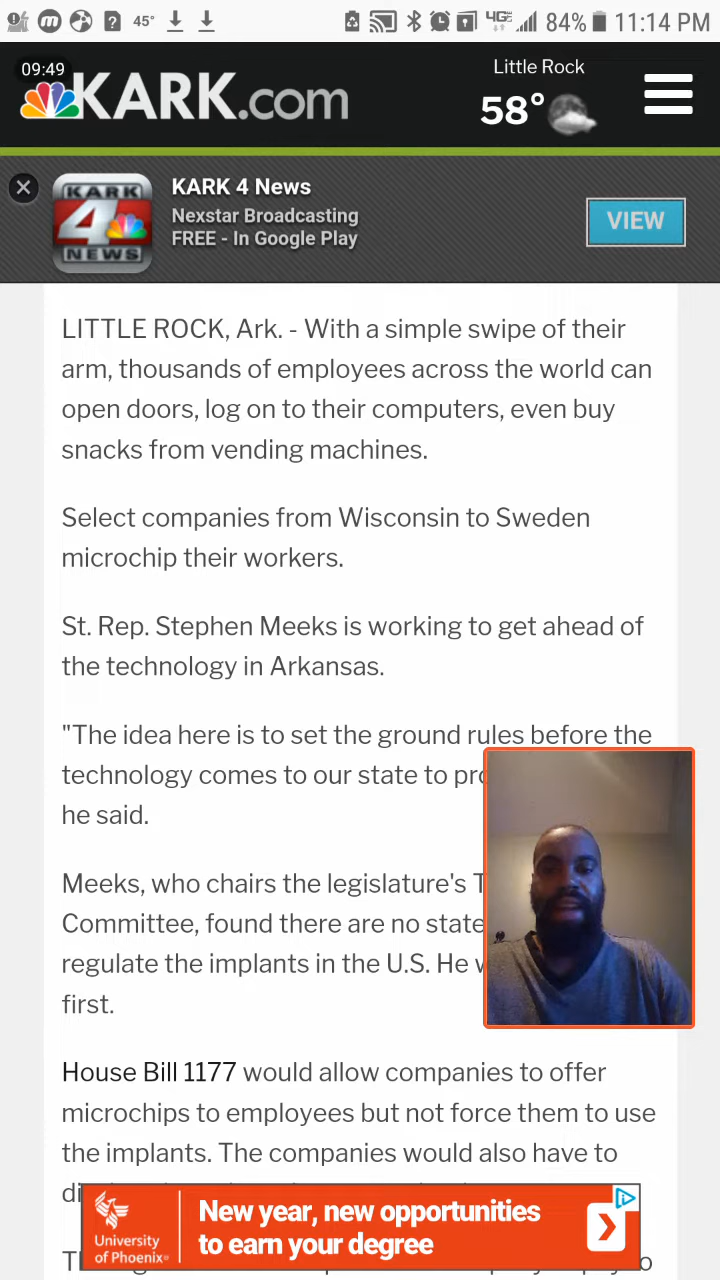 45°
4G
84%
11:14 PM
09:49
KARK.com
Little Rock
58°
KARK
4
NEWS
KARK 4 News
Nexstar Broadcasting
FREE - In Google Play
VIEW
LITTLE ROCK, Ark. - With a simple swipe of their
arm, thousands of employees across the world can
open doors, log on to their computers, even buy
snacks from vending machines.
Select companies from Wisconsin to Sweden
microchip their workers.
St. Rep. Stephen Meeks is working to get ahead of
the technology in Arkansas.
"The idea here is to set the ground rules before the
technology comes to our state to
he said.
Meeks, who chairs the legislature's
Committee, found there are no state
regulate the implants in the U.S. He
first.
House Bill 1177 would allow companies to offer
microchips to employees but not force them to use
the implants. The companies would also have to
University
of Phoenix®
New year, new opportunities
to earn your degree